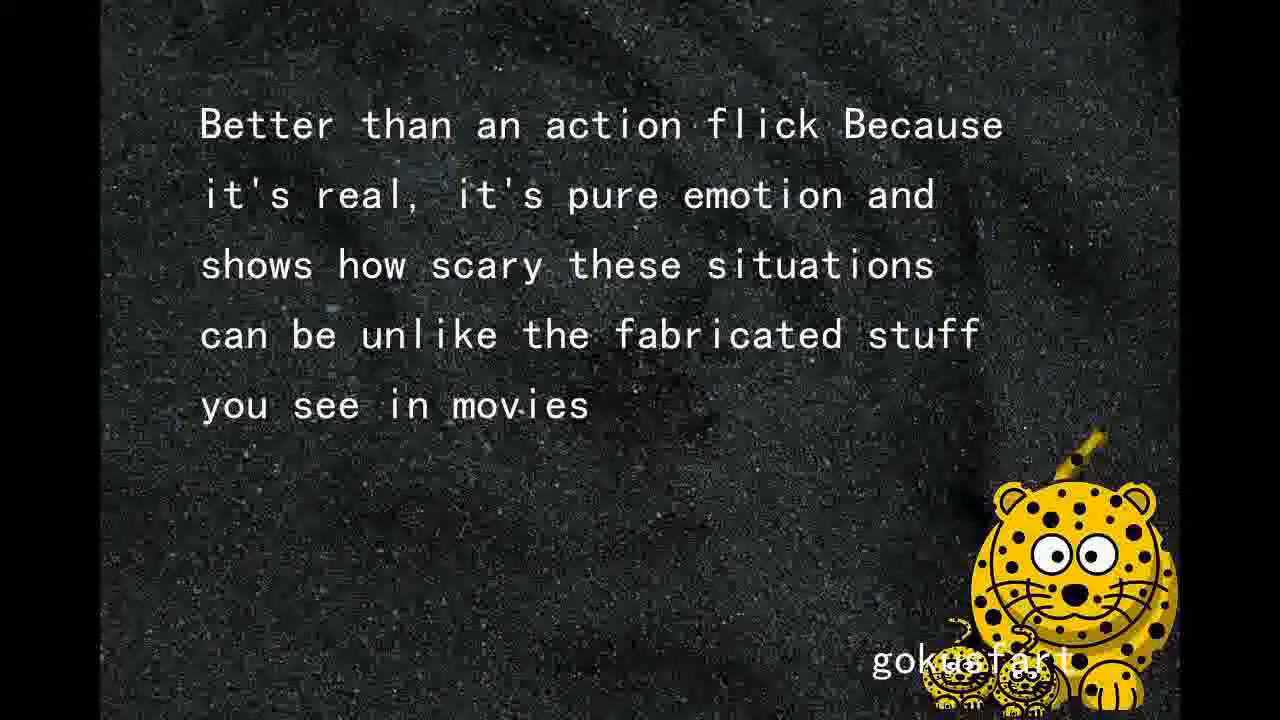 Better than an action flick Because
it's real, it's pure emotion and
shows how scary these situations
can be unlike the fabricated stuff
you see in movies
gokusfart